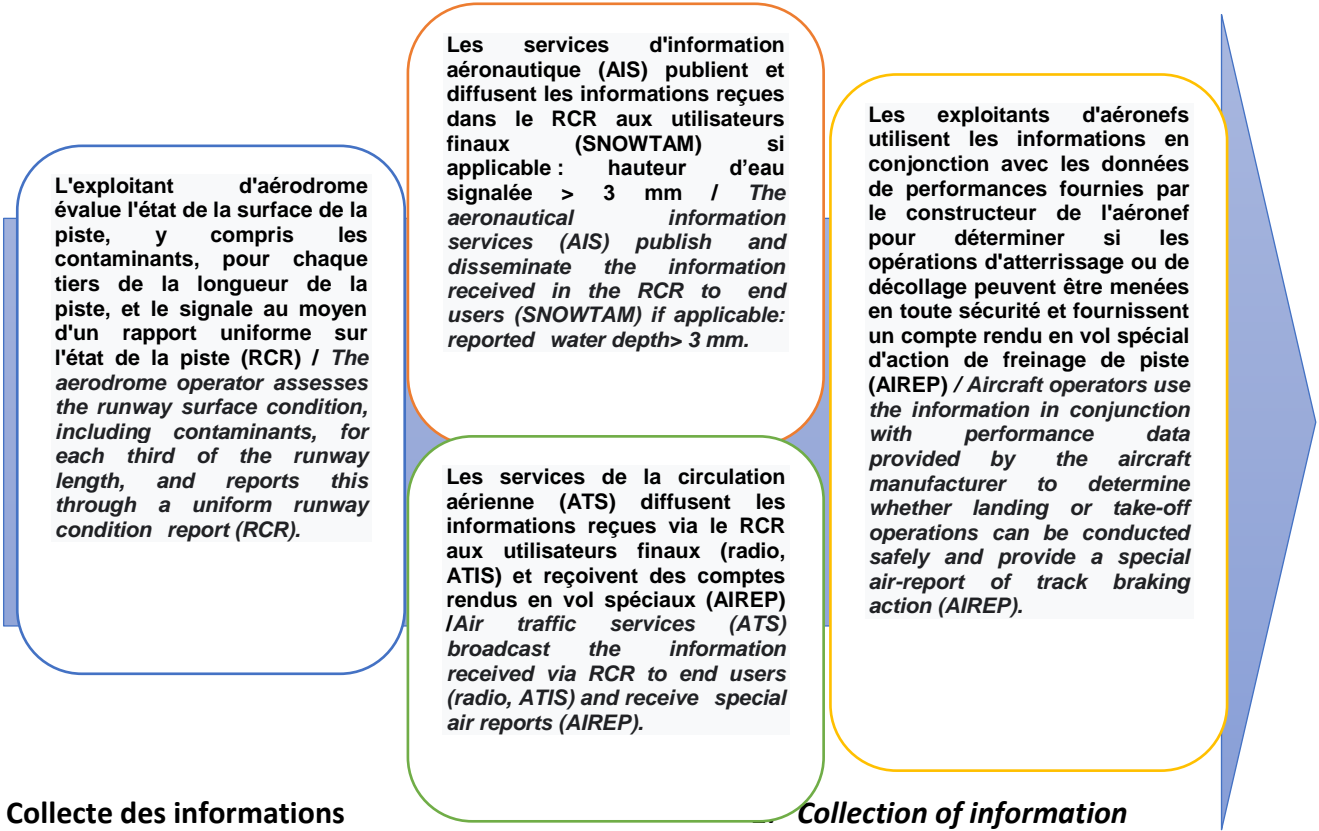 L'exploitant d'aérodrome
évalue l'état de la surface de la
piste, y compris les
contaminants, pour chaque
tiers de la longueur de la
piste, et le signale au moyen
d'un rapport uniforme sur
l'état de la piste (RCR) / The
aerodrome operator assesses
the runway surface condition,
including contaminants, for
each third of the runway
length, and reports this
through a uniform runway
condition report (RCR).
Les services d'information
aéronautique (AIS) publient et
diffusent les informations reçues
dans le RCR aux utilisateurs
finaux (SNOWTAM) si
applicable : hauteur d'eau
signalée > 3 mm / The
aeronautical information
services (AIS) publish and
disseminate the information
received in the RCR to end
users (SNOWTAM) if applicable:
reported water depth> 3 mm.
Les services de la circulation
aérienne (ATS) diffusent les
informations reçues via le RCR
aux utilisateurs finaux (radio,
ATIS) et reçoivent des comptes
rendus en vol spéciaux (AIREP)
/Air traffic services (ATS)
broadcast the information
received via RCR to end users
(radio, ATIS) and receive special
air reports (AIREP).
Les exploitants d'aéronefs
utilisent les informations en
conjonction avec les données
de performances fournies par
le constructeur de l'aéronef
pour déterminer si les
opérations d'atterrissage ou de
décollage peuvent être menées
en toute sécurité et fournissent
un compte rendu en vol spécial
d'action de freinage de piste
(AIREP) / Aircraft operators use
the information in conjunction
with performance data
provided by the aircraft
manufacturer to determine
whether landing or take-off
operations can be conducted
safely and provide a special
air-report of track braking
action (AIREP).
Collecte des informations
Collection of information